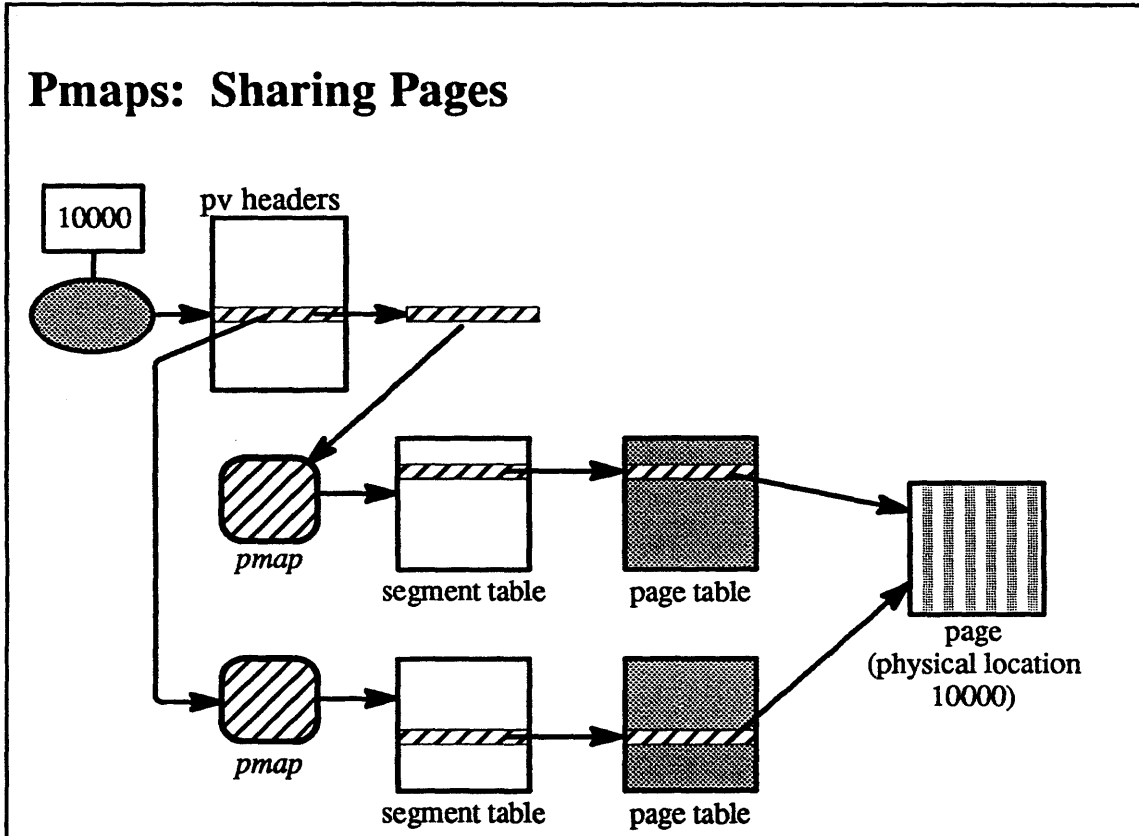 Pmaps: Sharing Pages
10000
pv headers
pmap
segment table
page table
page
(physical location
10000)
pmap
segment table
page table